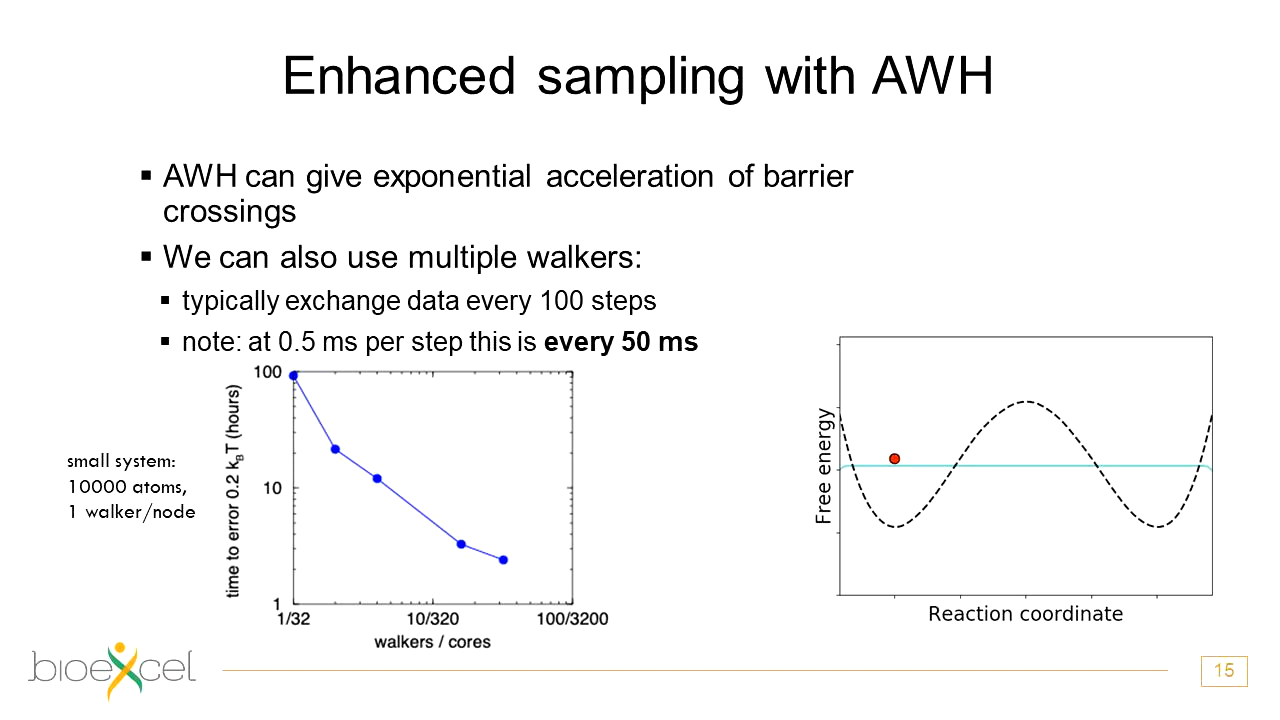 Enhanced sampling with AWH
▪ AWH can give exponential acceleration of barrier
crossings
▪ We can also use multiple walkers:
▪ typically exchange data every 100 steps
▪ note: at 0.5 ms per step this is every 50 ms
small system:
10000 atoms,
1 walker/node
time to error 0.2 kBT (hours)
100
10
1
1/32
10/320
100/3200
walkers / cores
Free energy
Reaction coordinate
bioexcel
15